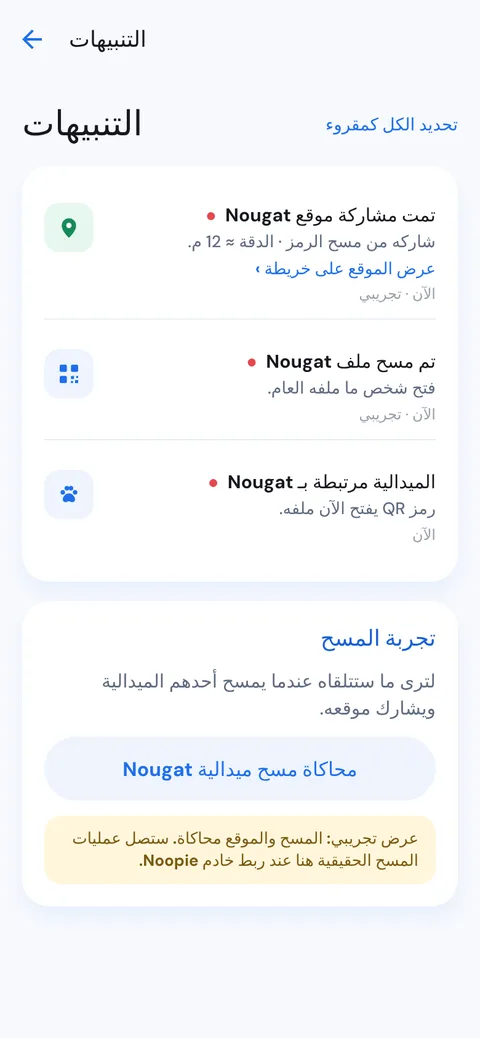 التنبيهات
التنبيهات
تحديد الكل كمقروء
تمت مشاركة موقع Nougat
شاركه من مسح الرمز · الدقة ≈ 12 م.
عرض الموقع على خريطة ›
الآن · تجريبي
تم مسح ملف Nougat
فتح شخص ما ملفه العام.
الآن · تجريبي
الميدالية مرتبطة بـ Nougat
رمز QR يفتح الآن ملفه.
الآن
تجربة المسح
لترى ما ستتلقاه عندما يمسح أحدهم الميدالية
ويشارك موقعه.
محاكاة مسح ميدالية Nougat
عرض تجريبي: المسح والموقع محاكاة. ستصل عمليات
المسح الحقيقية هنا عند ربط خادم Noopie.